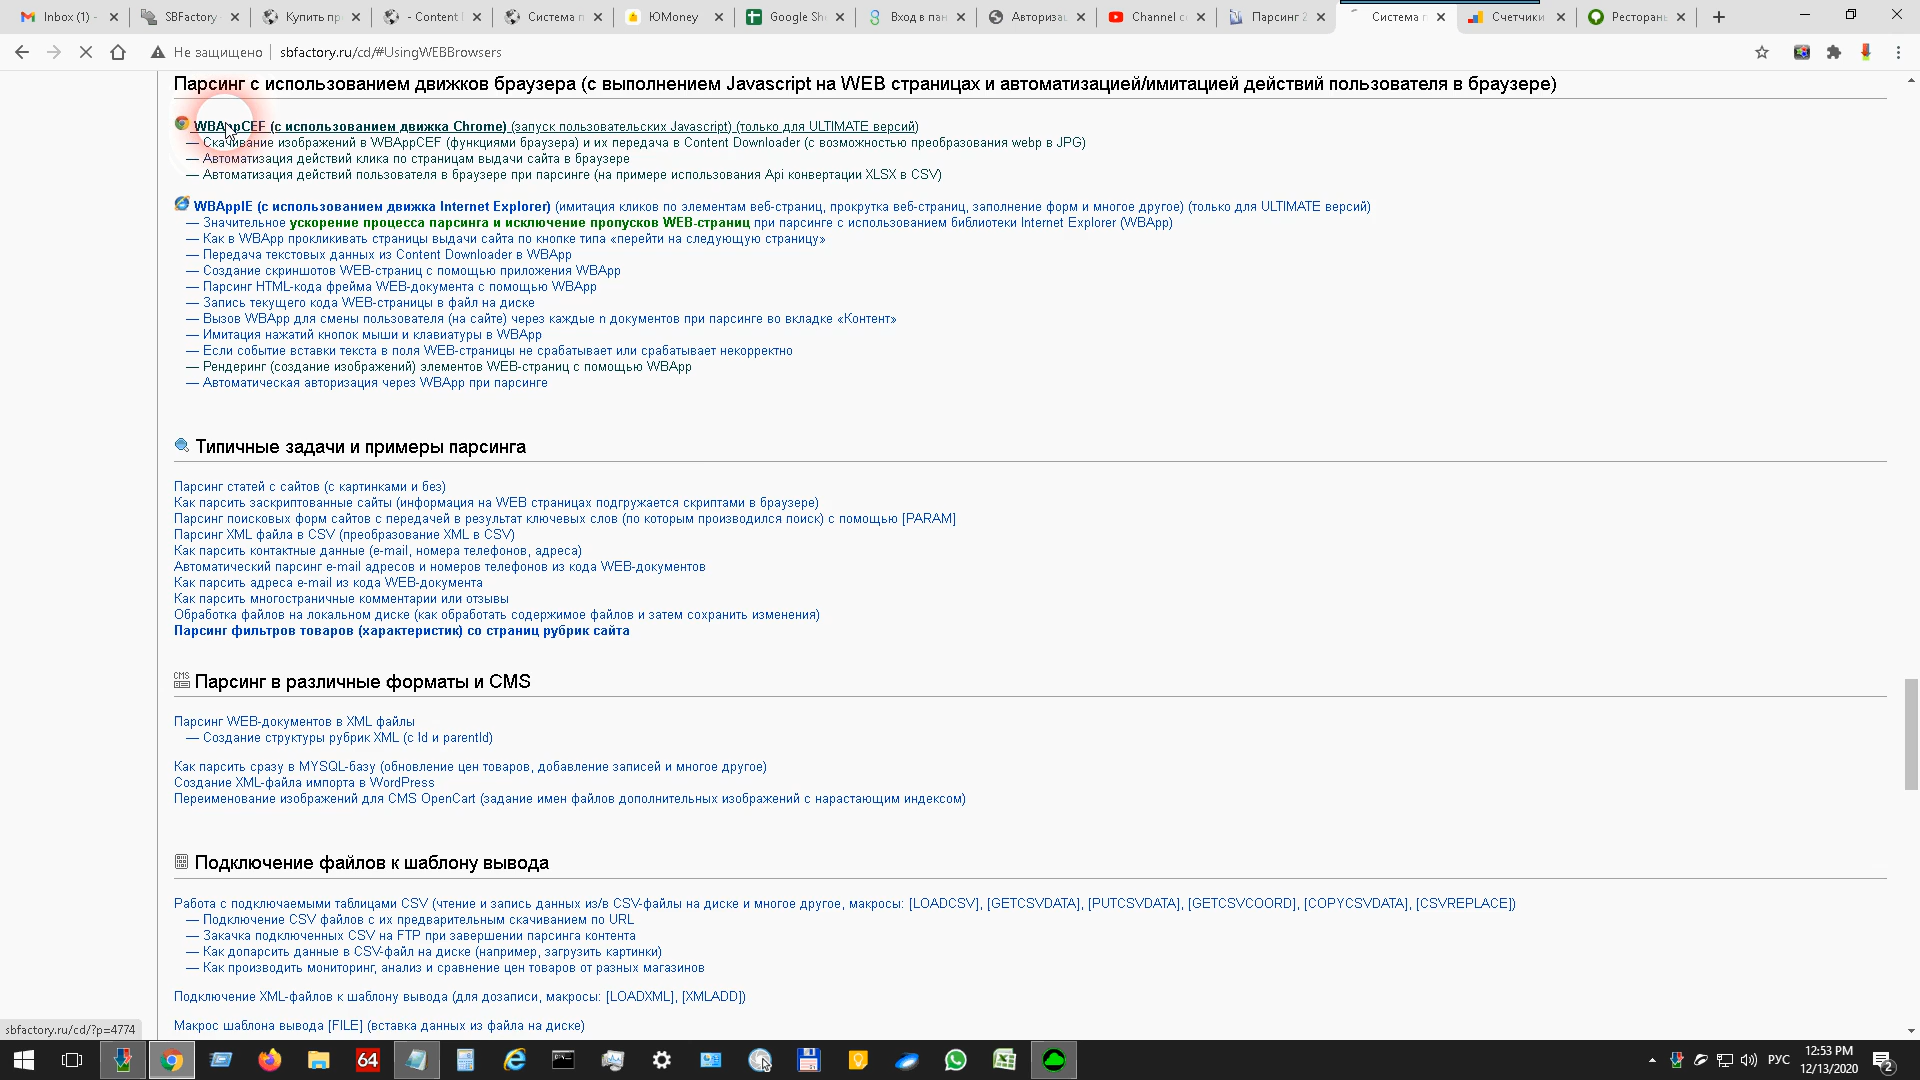 Inbox (1) -
SBFactory
Купить пр
- Content
Система п
ЮMoney
Google Sh
Вход в пан
Авториза
Channel c
Парсинг 2
Система п
Счетчики
Ресторан
Не защищено
sbfactory.ru/cd/#UsingWEBBrowsers
Парсинг с использованием движков браузера (с выполнением Javascript на WEB страницах и автоматизацией/имитацией действий пользователя в браузере)
WBAppCEF (с использованием движка Chrome) (запуск пользовательских Javascript) (только для ULTIMATE версий)
— Скачивание изображений в WBAppCEF (функциями браузера) и их передача в Content Downloader (с возможностью преобразования webp в JPG)
— Автоматизация действий клика по страницам выдачи сайта в браузере
— Автоматизация действий пользователя в браузере при парсинге (на примере использования Api конвертации XLSX в CSV)
WBAppIE (с использованием движка Internet Explorer) (имитация кликов по элементам веб-страниц, прокрутка веб-страниц, заполнение форм и многое другое) (только для ULTIMATE версий)
— Значительное ускорение процесса парсинга и исключение пропусков WEB-страниц при парсинге с использованием библиотеки Internet Explorer (WBApp)
— Как в WBApp прокликивать страницы выдачи сайта по кнопке типа «перейти на следующую страницу»
— Передача текстовых данных из Content Downloader в WBApp
— Создание скриншотов WEB-страниц с помощью приложения WBApp
— Парсинг HTML-кода фрейма WEB-документа с помощью WBApp
— Запись текущего кода WEB-страницы в файл на диске
— Вызов WBApp для смены пользователя (на сайте) через каждые n документов при парсинге во вкладке «Контент»
— Имитация нажатий кнопок мыши и клавиатуры в WBApp
— Если событие вставки текста в поля WEB-страницы не срабатывает или срабатывает некорректно
— Рендеринг (создание изображений) элементов WEB-страниц с помощью WBApp
— Автоматическая авторизация через WBApp при парсинге
Типичные задачи и примеры парсинга
Парсинг статей с сайтов (с картинками и без)
Как парсить заскриптованные сайты (информация на WEB страницах подгружается скриптами в браузере)
Парсинг поисковых форм сайтов с передачей в результат ключевых слов (по которым производился поиск) с помощью [PARAM]
Парсинг XML файла в CSV (преобразование XML в CSV)
Как парсить контактные данные (e-mail, номера телефонов, адреса)
Автоматический парсинг e-mail адресов и номеров телефонов из кода WEB-документов
Как парсить адреса e-mail из кода WEB-документа
Как парсить многостраничные комментарии или отзывы
Обработка файлов на локальном диске (как обработать содержимое файлов и затем сохранить изменения)
Парсинг фильтров товаров (характеристик) со страниц рубрик сайта
CMS
Парсинг в различные форматы и CMS
Парсинг WEB-документов в XML файлы
— Создание структуры рубрик XML (с Id и parentId)
Как парсить сразу в MYSQL-базу (обновление цен товаров, добавление записей и многое другое)
Создание XML-файла импорта в WordPress
Переименование изображений для CMS OpenCart (задание имен файлов дополнительных изображений с нарастающим индексом)
Подключение файлов к шаблону вывода
Работа с подключаемыми таблицами CSV (чтение и запись данных из/в CSV-файлы на диске и многое другое, макросы: [LOADCSV], [GETCSVDATA], [PUTCSVDATA], [GETCSVCOORD], [COPYCSVDATA], [CSVREPLACE])
— Подключение CSV файлов с их предварительным скачиванием по URL
— Закачка подключенных CSV на FTP при завершении парсинга контента
— Как допарсить данные в CSV-файл на диске (например, загрузить картинки)
— Как производить мониторинг, анализ и сравнение цен товаров от разных магазинов
Подключение XML-файлов к шаблону вывода (для дозаписи, макросы: [LOADXML], [XMLADD])
Макрос шаблона вывода [FILE] (вставка данных из файла на диске)
sbfactory.ru/cd/?p=4774
64
РУС
12:53 PM
12/13/2020
2